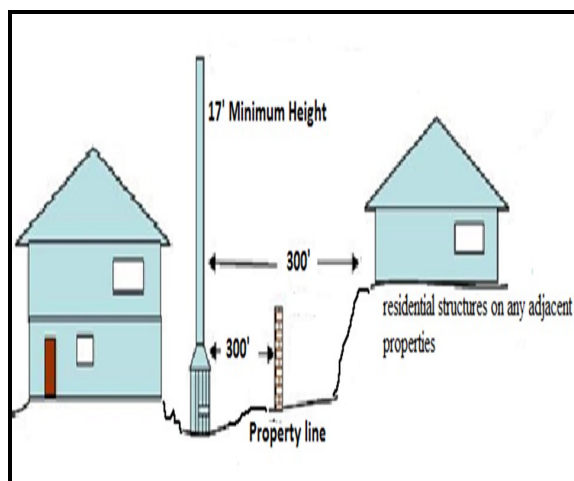 17' Minimum Height
300'
residential structures on any adjacent
properties
300'
Property line